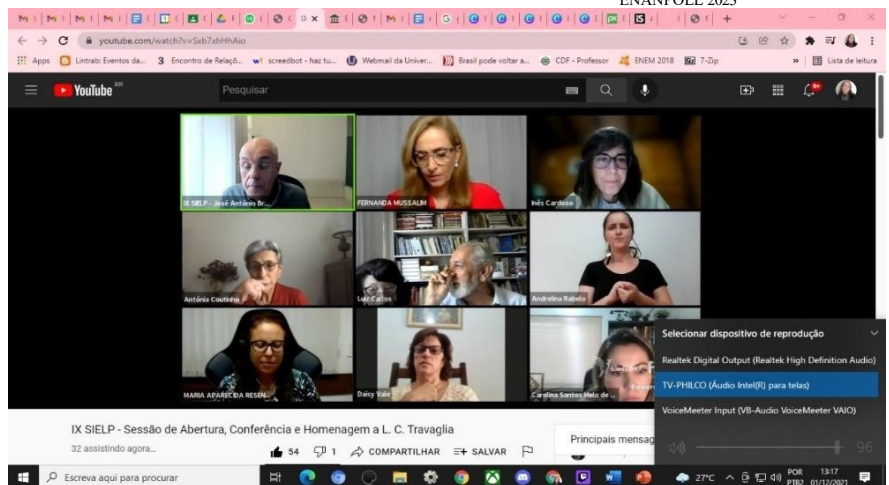 ENANPOLL 2023
youtube.com/watch?v=Sxb7xhHhAio
Apps Lintrab: Eventos da... Encontro de Relaçõ... screedbot - haz tu... Webmail da Univer... Brasil pode voltar a... CDF - Professor ENEM 2018 7-Zip » Lista de leitura
YouTube BR
Pesquisar
IX SIELP - José António Br...
FERNANDA MUSSALIM
Inês Cardoso
Antónia Coutinho
Luiz Carlos
Andrelina Rabelo
MARIA APARECIDA RESEN...
Daisy Vale
Carolina Santos Melo de ...
Selecionar dispositivo de reprodução
Realtek Digital Output (Realtek High Definition Audio)
TV-PHILCO (Áudio Intel(R) para telas)
VoiceMeeter Input (VB-Audio VoiceMeeter VAIO)
96
IX SIELP - Sessão de Abertura, Conferência e Homenagem a L. C. Travaglia
32 assistindo agora...
54 1 COMPARTILHAR SALVAR
Principais mensag
Escreva aqui para procurar
27°C
POR
PTB2
13:17
01/12/2021